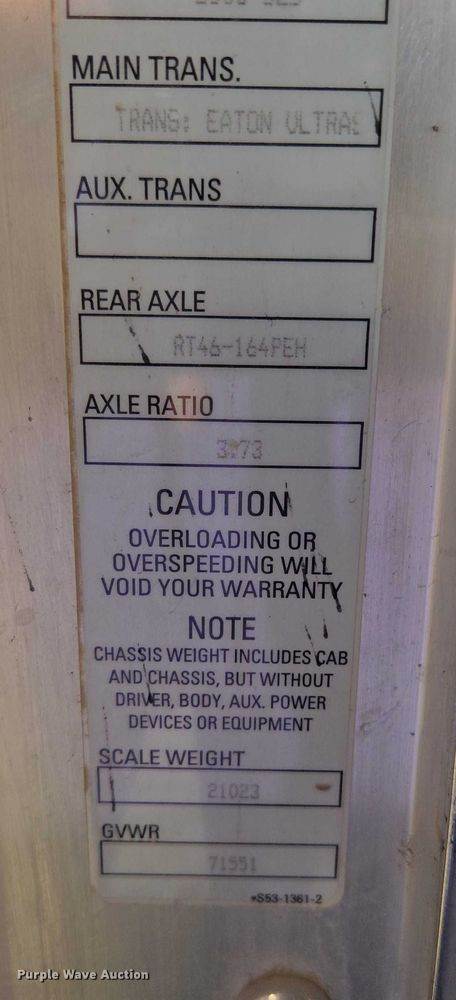 MAIN TRANS.
TRANS: EATON ULTRAS
AUX. TRANS
REAR AXLE
RT46-164PEH
AXLE RATIO
3.73
CAUTION
OVERLOADING OR
OVERSPEEDING WILL
VOID YOUR WARRANTY
NOTE
CHASSIS WEIGHT INCLUDES CAB
AND CHASSIS, BUT WITHOUT
DRIVER, BODY, AUX. POWER
DEVICES OR EQUIPMENT
SCALE WEIGHT
21023
GVWR
71551
*S53-1361-2
Purple Wave Auction